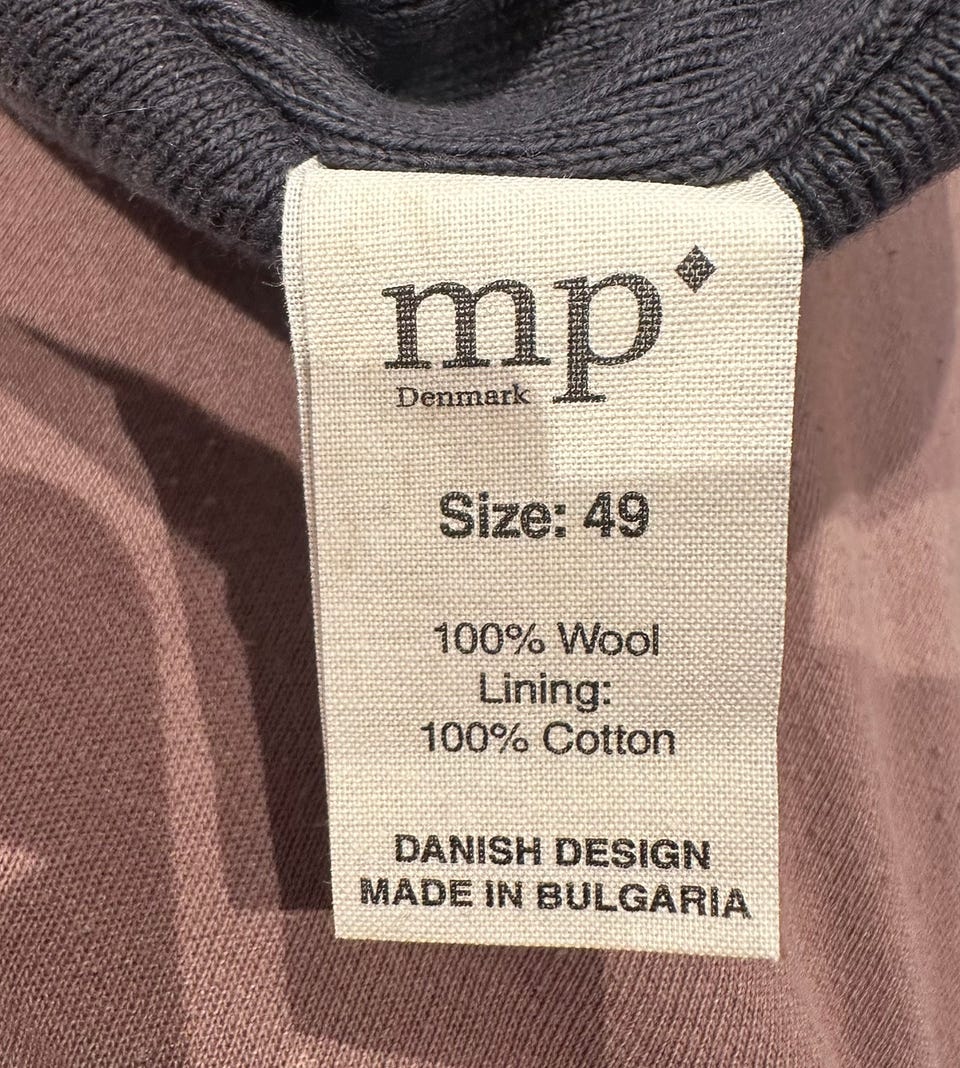 mp
Denmark
Size: 49
100% Wool
Lining:
100% Cotton
DANISH DESIGN
MADE IN BULGARIA